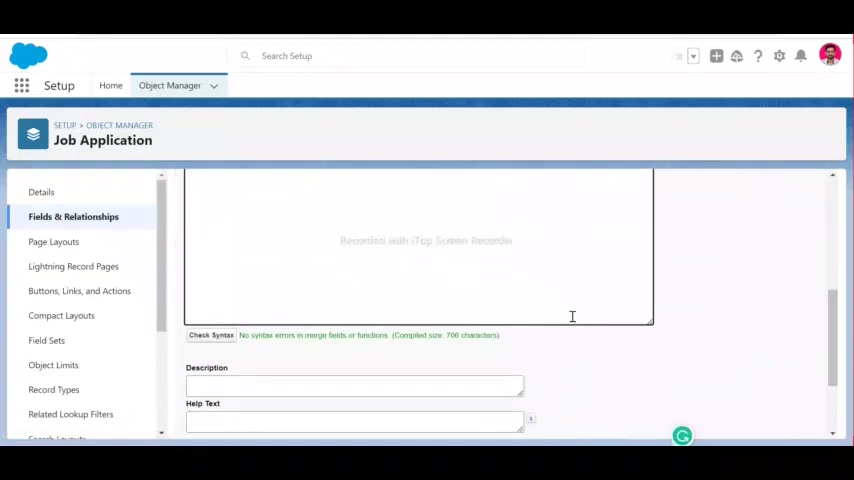 Search Setup
Setup
Home
Object Manager
SETUP > OBJECT MANAGER
Job Application
Details
Fields & Relationships
Page Layouts
Lightning Record Pages
Buttons, Links, and Actions
Compact Layouts
Field Sets
Object Limits
Record Types
Related Lookup Filters
Search Layouts
Recorded with iTop Screen Recorder
Check Syntax No syntax errors in merge fields or functions. (Compiled size: 706 characters)
Description
Help Text